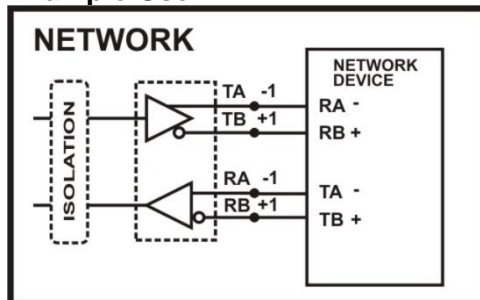 NETWORK
NETWORK
DEVICE
ISOLATION
TA -1 RA -
TB +1 RB +
RA -1 TA -
RB +1 TB +